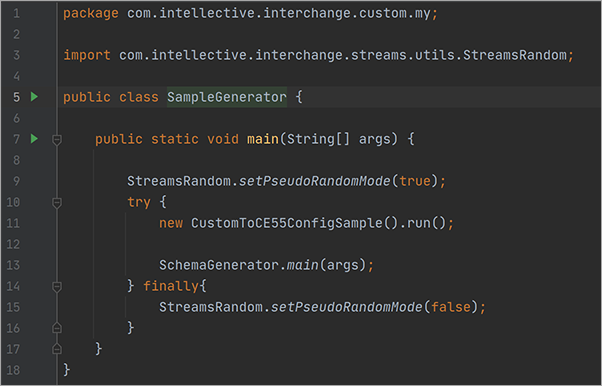 1 package com.intellective.interchange.custom.my;
2
3 import com.intellective.interchange.streams.utils.StreamsRandom;
4
5 public class SampleGenerator {
6
7 public static void main(String[] args) {
8
9 StreamsRandom.setPseudoRandomMode(true);
10 try {
11 new CustomToCE55ConfigSample().run();
12
13 SchemaGenerator.main(args);
14 } finally{
15 StreamsRandom.setPseudoRandomMode(false);
16 }
17 }
18 }